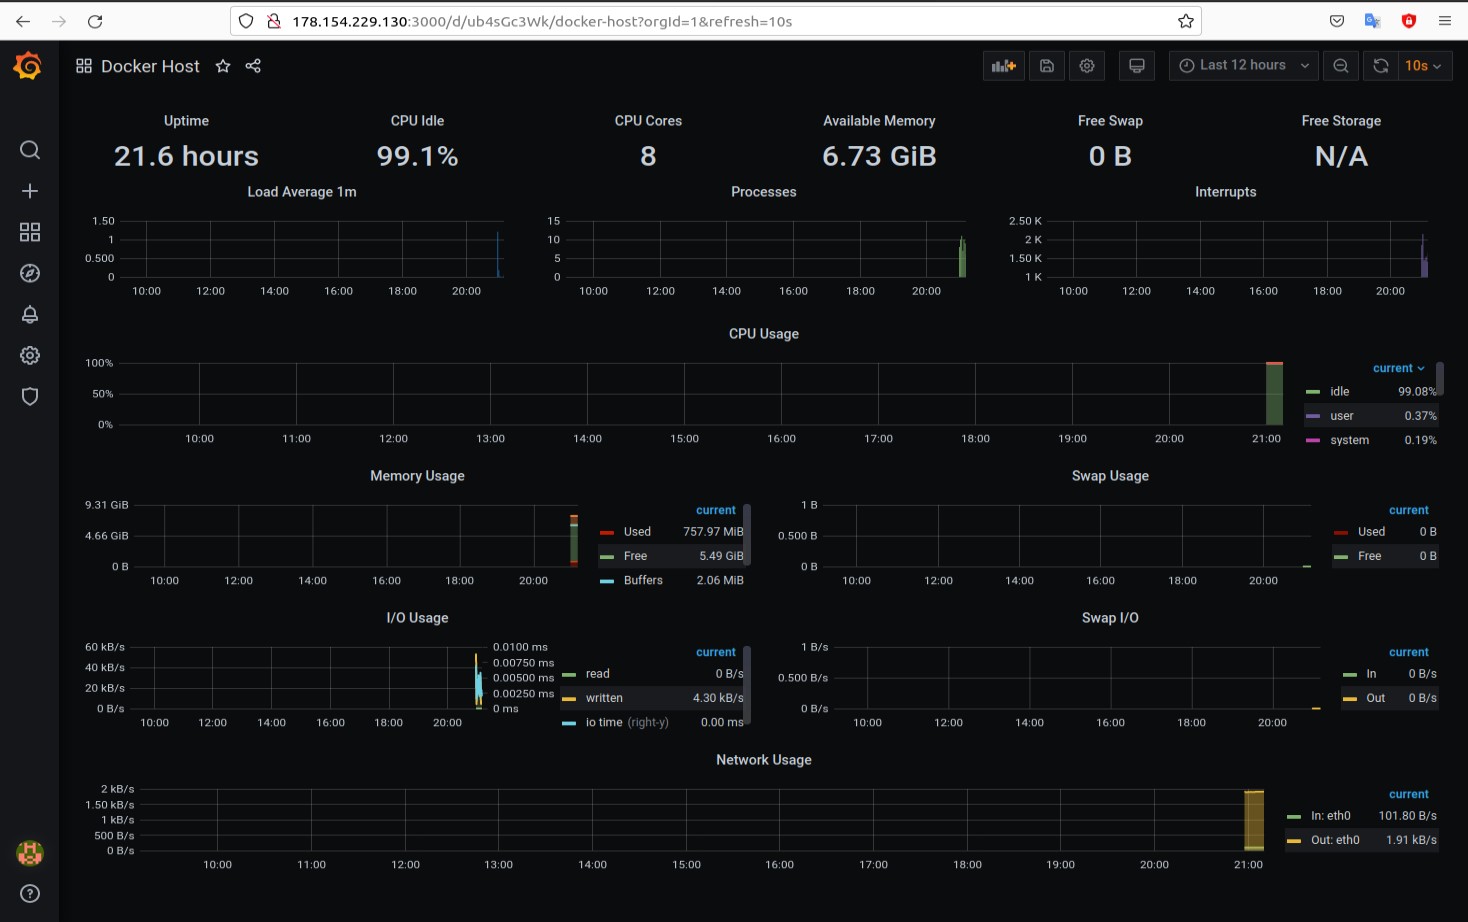 178.154.229.130:3000/d/ub4sGc3Wk/docker-host?orgId=1&refresh=10s
Docker Host
Last 12 hours
10s
Uptime
21.6 hours
CPU Idle
99.1%
CPU Cores
8
Available Memory
6.73 GiB
Free Swap
0 B
Free Storage
N/A
Load Average 1m
1.50
1
0.500
0
10:00 12:00 14:00 16:00 18:00 20:00
Processes
15
10
5
0
10:00 12:00 14:00 16:00 18:00 20:00
Interrupts
2.50 K
2 K
1.50 K
1 K
10:00 12:00 14:00 16:00 18:00 20:00
CPU Usage
100%
50%
0%
10:00 11:00 12:00 13:00 14:00 15:00 16:00 17:00 18:00 19:00 20:00 21:00
current
idle 99.08%
user 0.37%
system 0.19%
Memory Usage
9.31 GiB
4.66 GiB
0 B
10:00 12:00 14:00 16:00 18:00 20:00
current
Used 757.97 MiB
Free 5.49 GiB
Buffers 2.06 MiB
Swap Usage
1 B
0.500 B
0 B
10:00 12:00 14:00 16:00 18:00 20:00
current
Used 0 B
Free 0 B
I/O Usage
60 kB/s
40 kB/s
20 kB/s
0 B/s
0.0100 ms
0.00750 ms
0.00500 ms
0.00250 ms
0 ms
10:00 12:00 14:00 16:00 18:00 20:00
current
read 0 B/s
written 4.30 kB/s
io time (right-y) 0.00 ms
Swap I/O
1 B/s
0.500 B/s
0 B/s
10:00 12:00 14:00 16:00 18:00 20:00
current
In 0 B/s
Out 0 B/s
Network Usage
2 kB/s
1.50 kB/s
1 kB/s
500 B/s
0 B/s
10:00 11:00 12:00 13:00 14:00 15:00 16:00 17:00 18:00 19:00 20:00 21:00
current
In: eth0 101.80 B/s
Out: eth0 1.91 kB/s